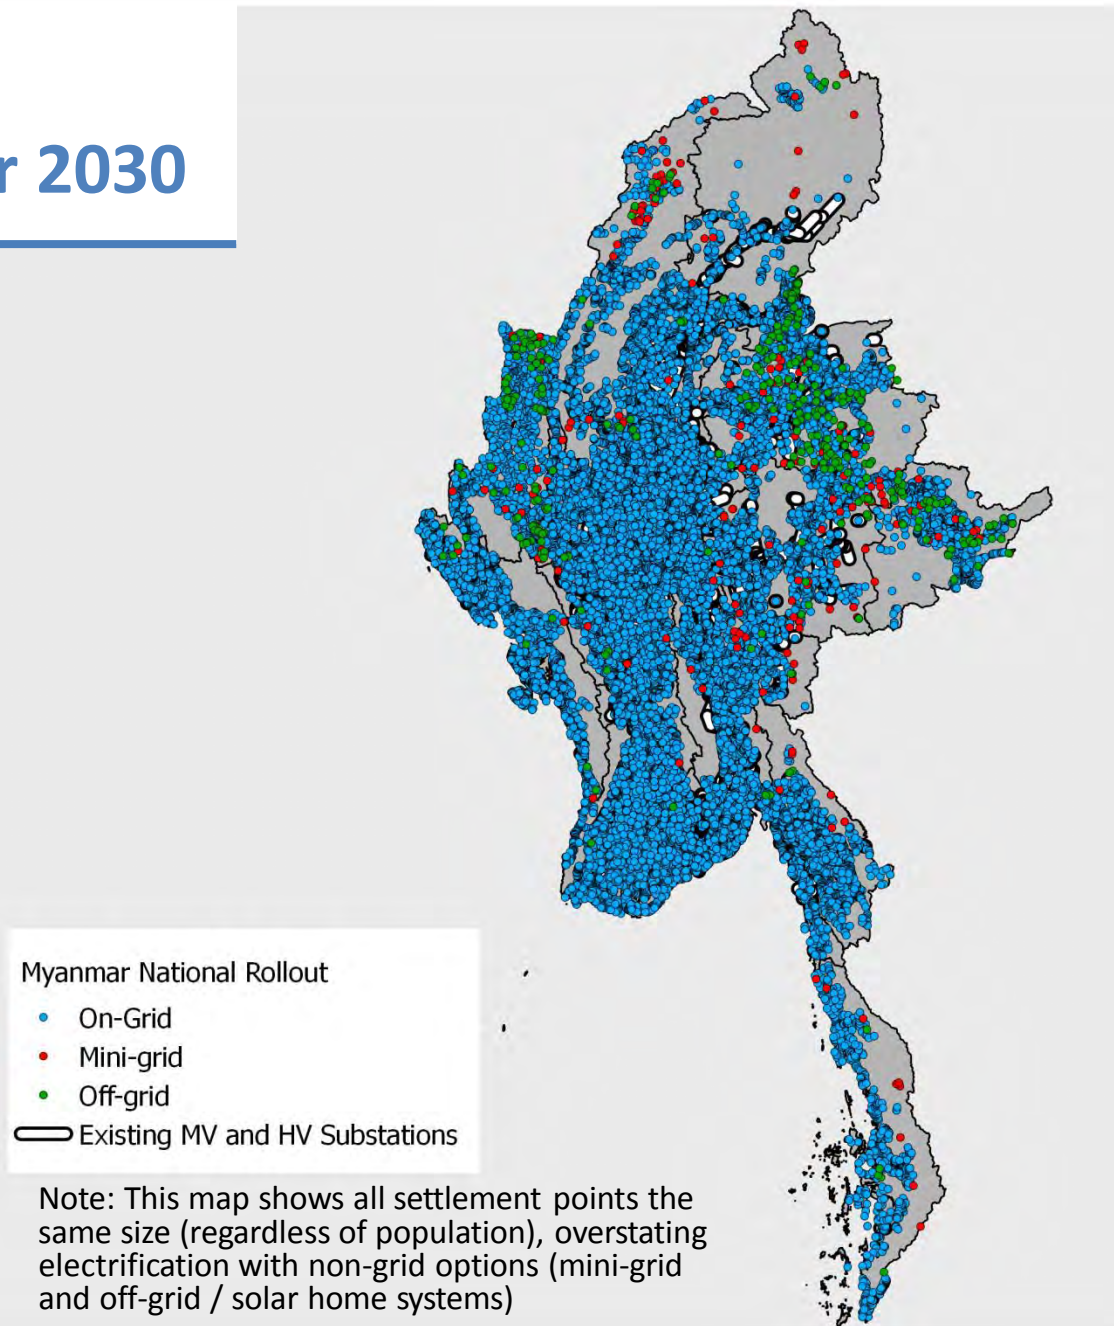 r 2030
Myanmar National Rollout
On-Grid
Mini-grid
Off-grid
Existing MV and HV Substations
Note: This map shows all settlement points the
same size (regardless of population), overstating
electrification with non-grid options (mini-grid
and off-grid / solar home systems)